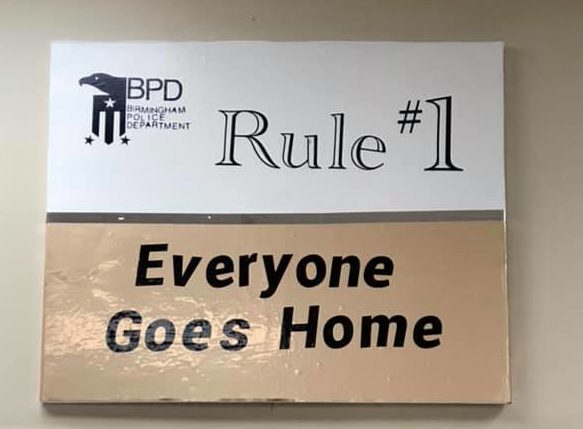 BPD
BIRMINGHAM
POLICE
DEPARTMENT
Rule #1
Everyone
Goes Home